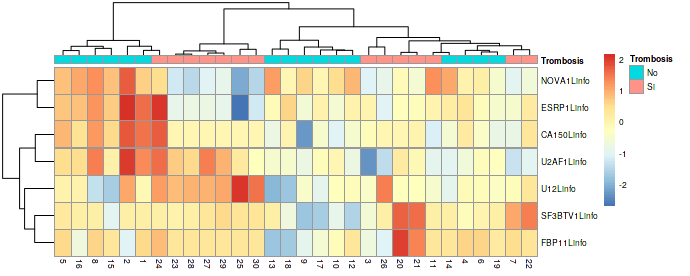 Trombosis
NOVA1Linfo
ESRP1Linfo
CA150Linfo
U2AF1Linfo
U12Linfo
SF3BTV1Linfo
FBP11Linfo
5 16 8 15 2 1 24 23 28 27 29 25 30 13 18 9 17 10 12 3 26 20 21 11 14 4 6 19 7 22
2
1
0
-1
-2
Trombosis
No
SI